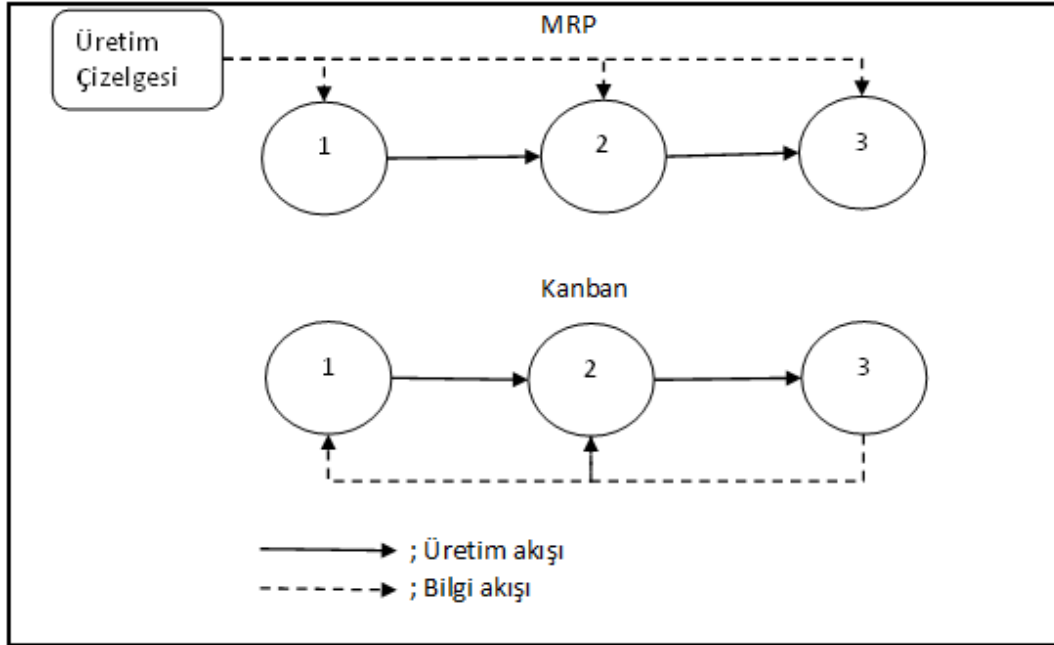 MRP
Üretim
Çizelgesi
1
2
3
Kanban
1
2
3
; Üretim akışı
; Bilgi akışı